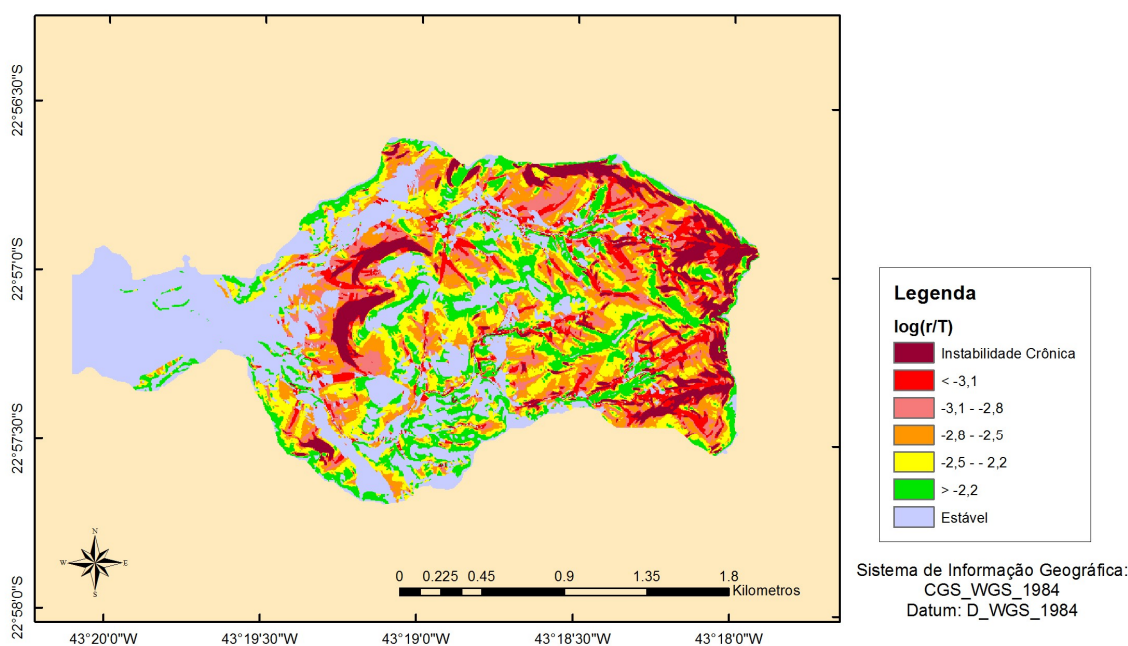 22°56'30"S
22°57'0"S
22°57'30"S
22°58'0"S
N
W E
S
0 0.225 0.45 0.9 1.35 1.8
Kilometros
43°20'0"W 43°19'30"W 43°19'0"W 43°18'30"W 43°18'0"W
Legenda
log(r/T)
Instabilidade Crônica
< -3,1
-3,1 - -2,8
-2,8 - -2,5
-2,5 - - 2,2
> -2,2
Estável
Sistema de Informação Geográfica:
CGS_WGS_1984
Datum: D_WGS_1984